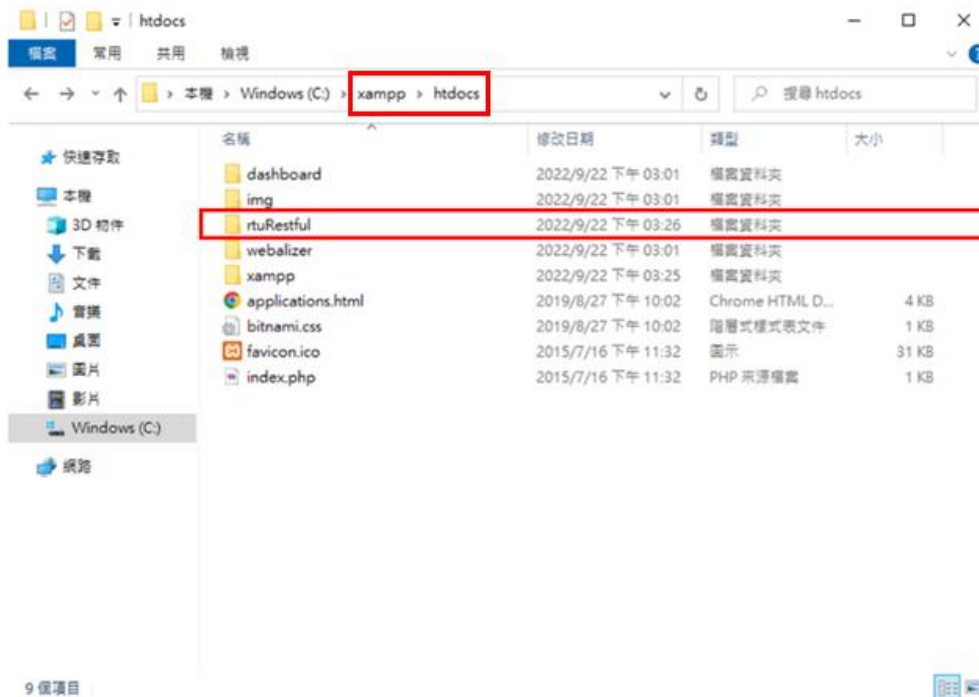 htdocs
檔案 常用 共用 檢視
本機 › Windows (C:) › xampp › htdocs 搜尋 htdocs
名稱 修改日期 類型 大小
快速存取
本機
3D 物件
下載
文件
音樂
桌面
圖片
影片
Windows (C:)
網路
dashboard 2022/9/22 下午 03:01 檔案資料夾
img 2022/9/22 下午 03:01 檔案資料夾
rtuRestful 2022/9/22 下午 03:26 檔案資料夾
webalizer 2022/9/22 下午 03:01 檔案資料夾
xampp 2022/9/22 下午 03:25 檔案資料夾
applications.html 2019/8/27 下午 10:02 Chrome HTML D... 4 KB
bitnami.css 2019/8/27 下午 10:02 階層式樣式表文件 1 KB
favicon.ico 2015/7/16 下午 11:32 圖示 31 KB
index.php 2015/7/16 下午 11:32 PHP 來源檔案 1 KB
9 個項目